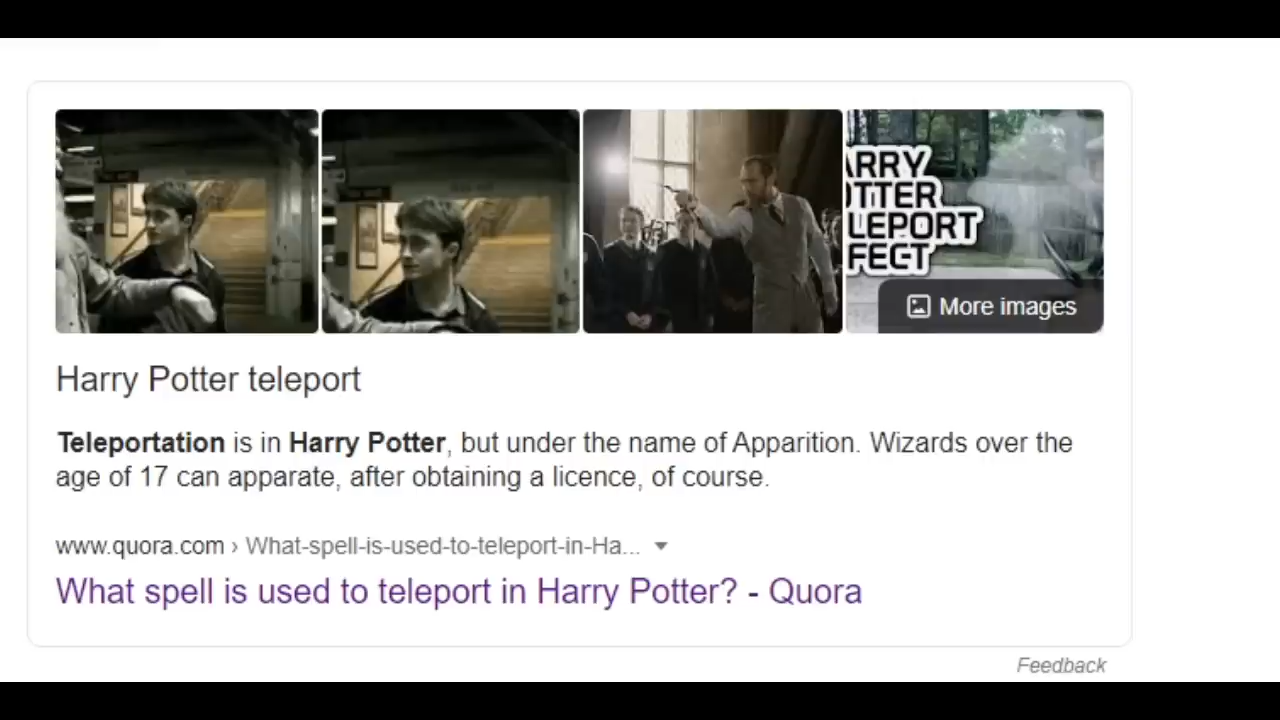 ARRY
OTTER
LEPORT
FECT
More images
Harry Potter teleport
Teleportation is in Harry Potter, but under the name of Apparition. Wizards over the
age of 17 can apparate, after obtaining a licence, of course.
www.quora.com › What-spell-is-used-to-teleport-in-Ha...
What spell is used to teleport in Harry Potter? - Quora
Feedback